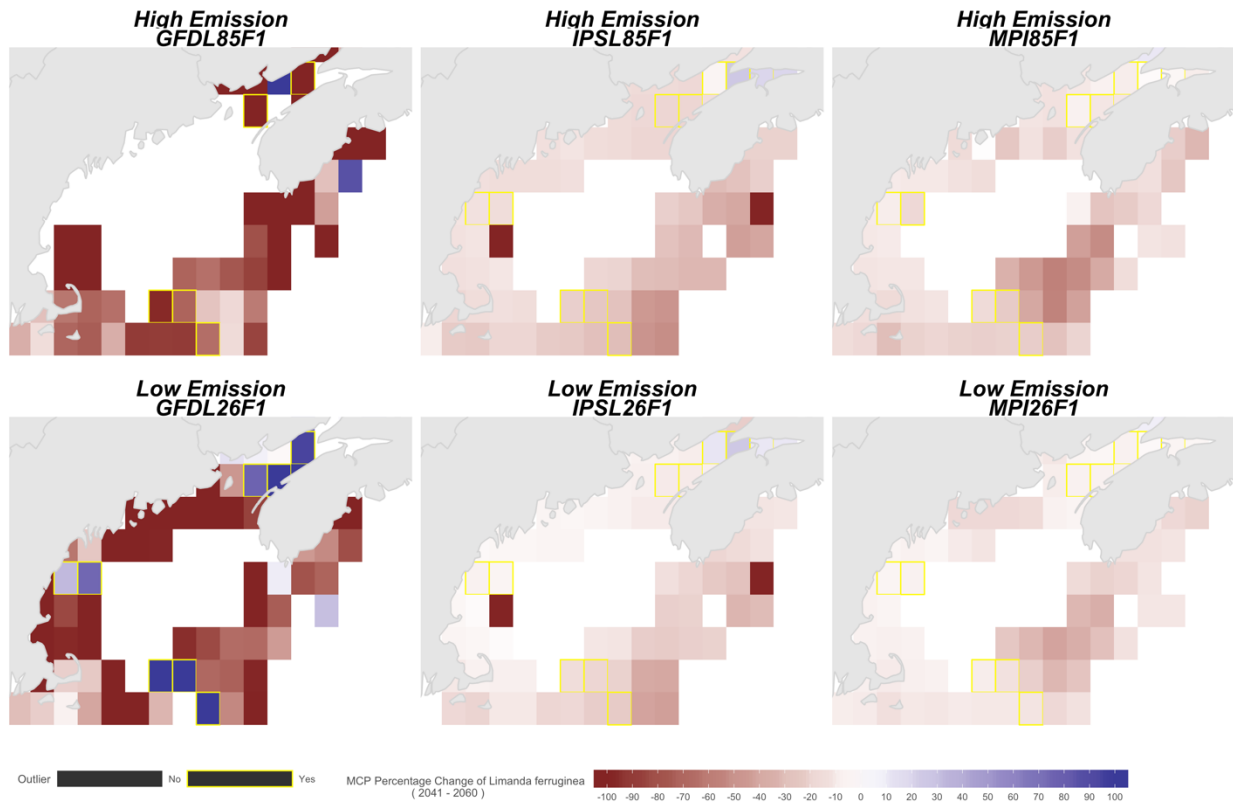 High Emission
GFDL85F1
High Emission
IPSL85F1
High Emission
MPI85F1
Low Emission
GFDL26F1
Low Emission
IPSL26F1
Low Emission
MPI26F1
Outlier No Yes
MCP Percentage Change of Limanda ferruginea
( 2041 - 2060 )
-100 -90 -80 -70 -60 -50 -40 -30 -20 -10 0 10 20 30 40 50 60 70 80 90 100